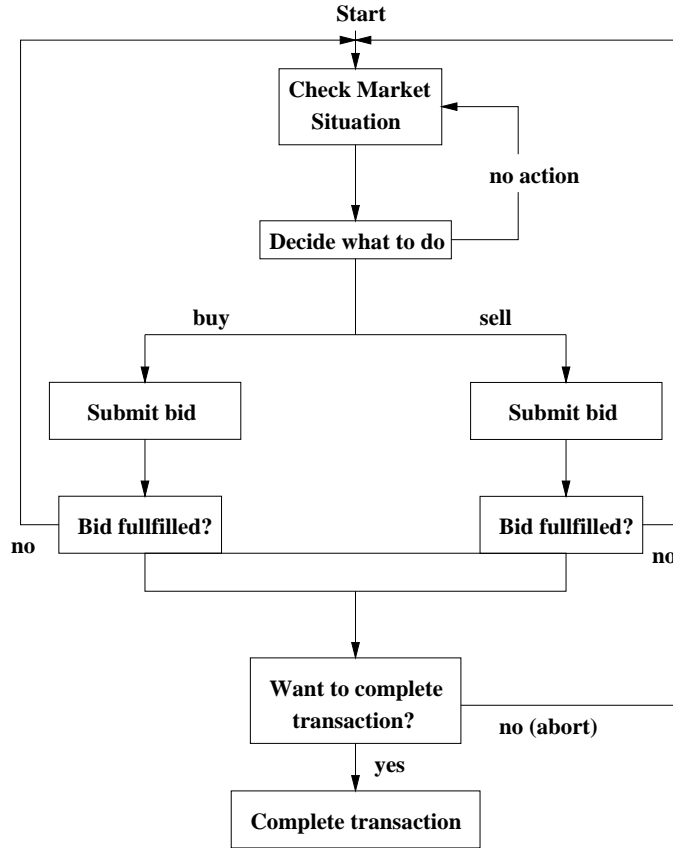 Start
Check Market
Situation
no action
Decide what to do
buy
sell
Submit bid
Submit bid
Bid fullfilled?
Bid fullfilled?
no
no
Want to complete
transaction?
no (abort)
yes
Complete transaction